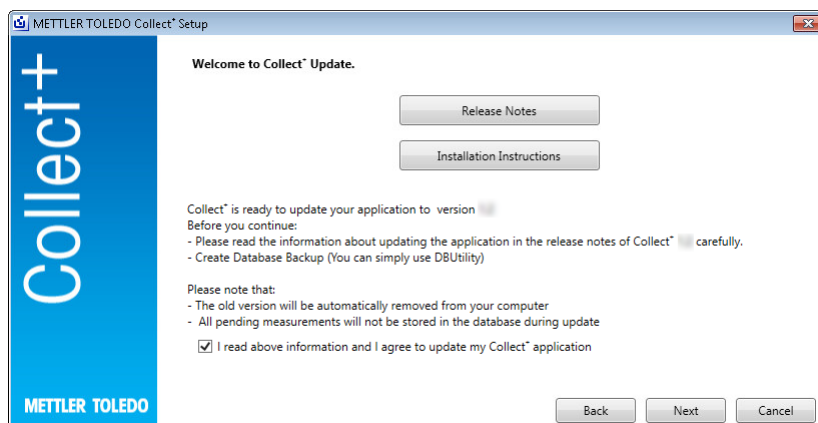 METTLER TOLEDO Collect⁺ Setup
Collect+
Welcome to Collect⁺ Update.
Release Notes
Installation Instructions
Collect⁺ is ready to update your application to version
Before you continue:
- Please read the information about updating the application in the release notes of Collect⁺ carefully.
- Create Database Backup (You can simply use DBUtility)
Please note that:
- The old version will be automatically removed from your computer
- All pending measurements will not be stored in the database during update
I read above information and I agree to update my Collect⁺ application
METTLER TOLEDO
Back Next Cancel